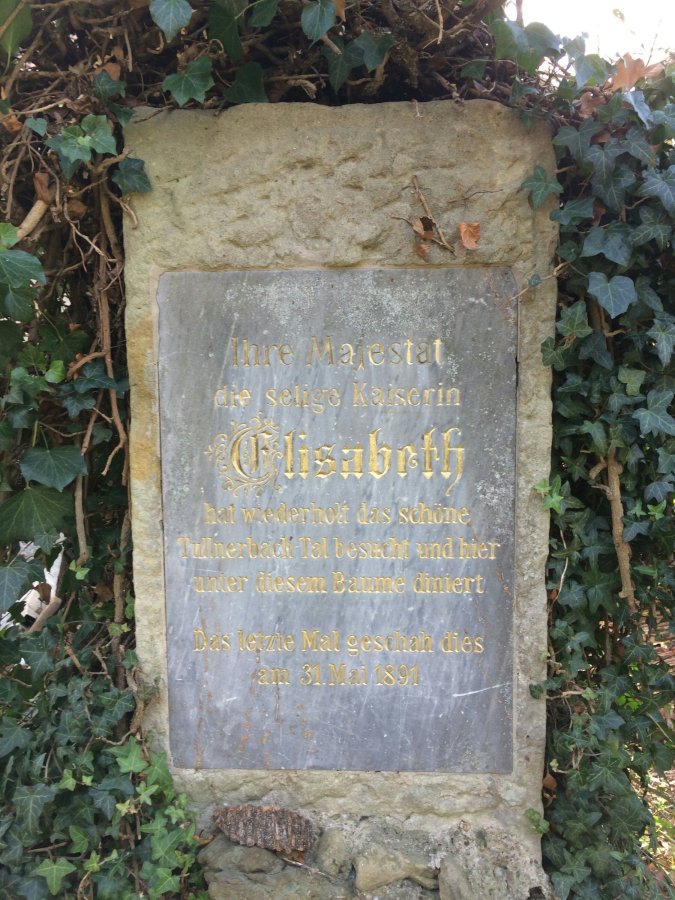 Ihre Majestat
die selige Kaiserin
Elisabeth
hat wiederholt das schöne
Tullnerbach-Tal besucht und hier
unter diesem Baume diniert
Das letzte Mal geschah dies
am 31. Mai 1891